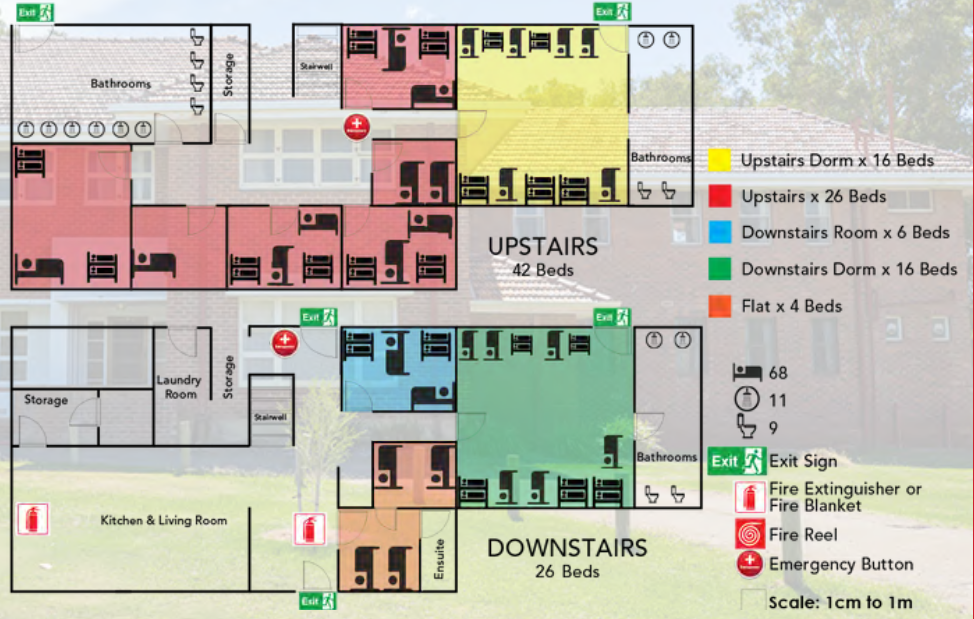 Exit
Exit
Bathrooms
Storage
Stairwell
Bathrooms
Upstairs Dorm x 16 Beds
Upstairs x 26 Beds
Downstairs Room x 6 Beds
Downstairs Dorm x 16 Beds
Flat x 4 Beds
UPSTAIRS
42 Beds
Exit
Exit
Storage
Laundry
Room
Storage
Stairwell
Bathrooms
Kitchen & Living Room
Ensuite
DOWNSTAIRS
26 Beds
Exit
68
11
9
Exit
Exit Sign
Fire Extinguisher or
Fire Blanket
Fire Reel
Emergency Button
Scale: 1cm to 1m